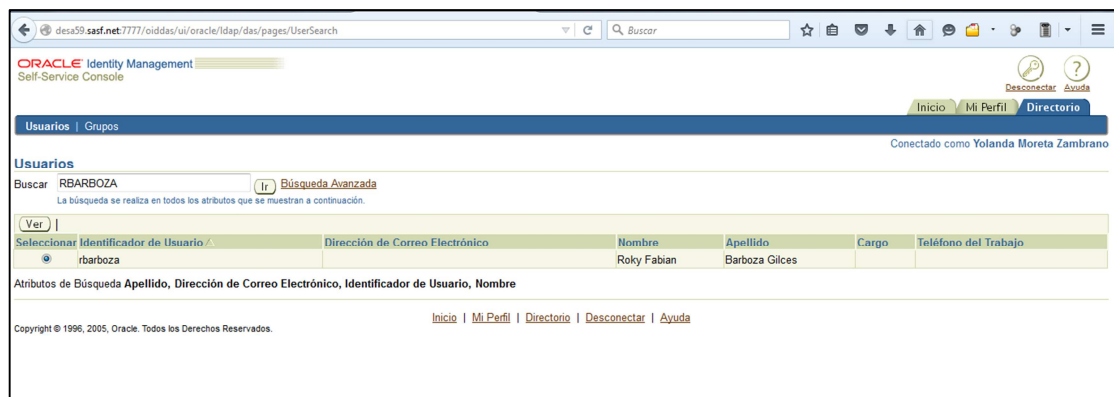 desa59.sasf.net:7777/oiddas/ui/oracle/ldap/das/pages/UserSearch
Buscar
ORACLE Identity Management
Self-Service Console
Desconectar Ayuda
Inicio Mi Perfil Directorio
Usuarios | Grupos
Conectado como Yolanda Moreta Zambrano
Usuarios
Buscar RBARBOZA Ir Búsqueda Avanzada
La búsqueda se realiza en todos los atributos que se muestran a continuación.
Ver |
Seleccionar Identificador de Usuario Dirección de Correo Electrónico Nombre Apellido Cargo Teléfono del Trabajo
rbarboza Roky Fabian Barboza Gilces
Atributos de Búsqueda Apellido, Dirección de Correo Electrónico, Identificador de Usuario, Nombre
Inicio | Mi Perfil | Directorio | Desconectar | Ayuda
Copyright © 1996, 2005, Oracle. Todos los Derechos Reservados.